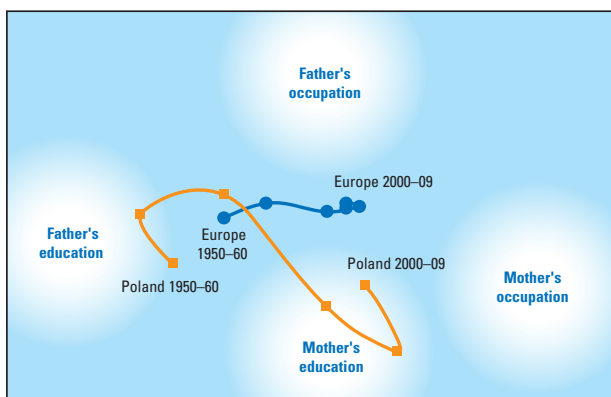 Father's
occupation
Europe 2000–09
Father's
education
Europe
1950–60
Poland 1950–60
Poland 2000–09
Mother's
occupation
Mother's
education